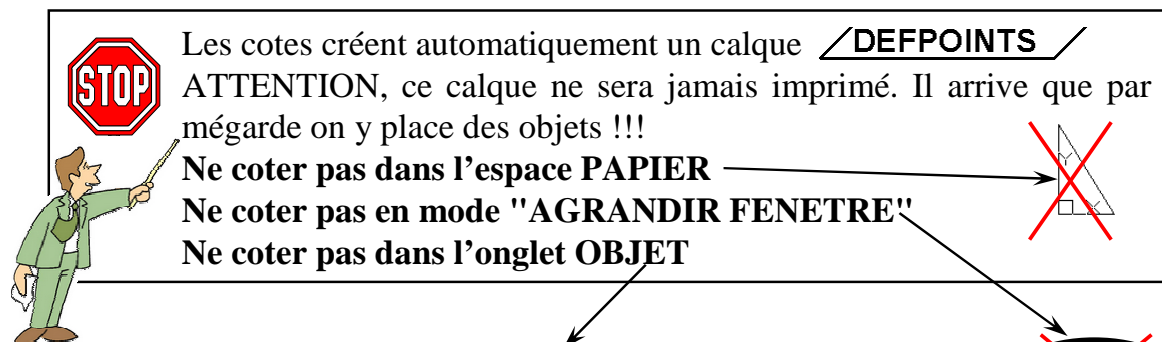 Les cotes créent automatiquement un calque DEFPOINTS
STOP
ATTENTION, ce calque ne sera jamais imprimé. Il arrive que par
mégarde on y place des objets !!!
Ne coter pas dans l'espace PAPIER
Ne coter pas en mode "AGRANDIR FENETRE"
Ne coter pas dans l'onglet OBJET